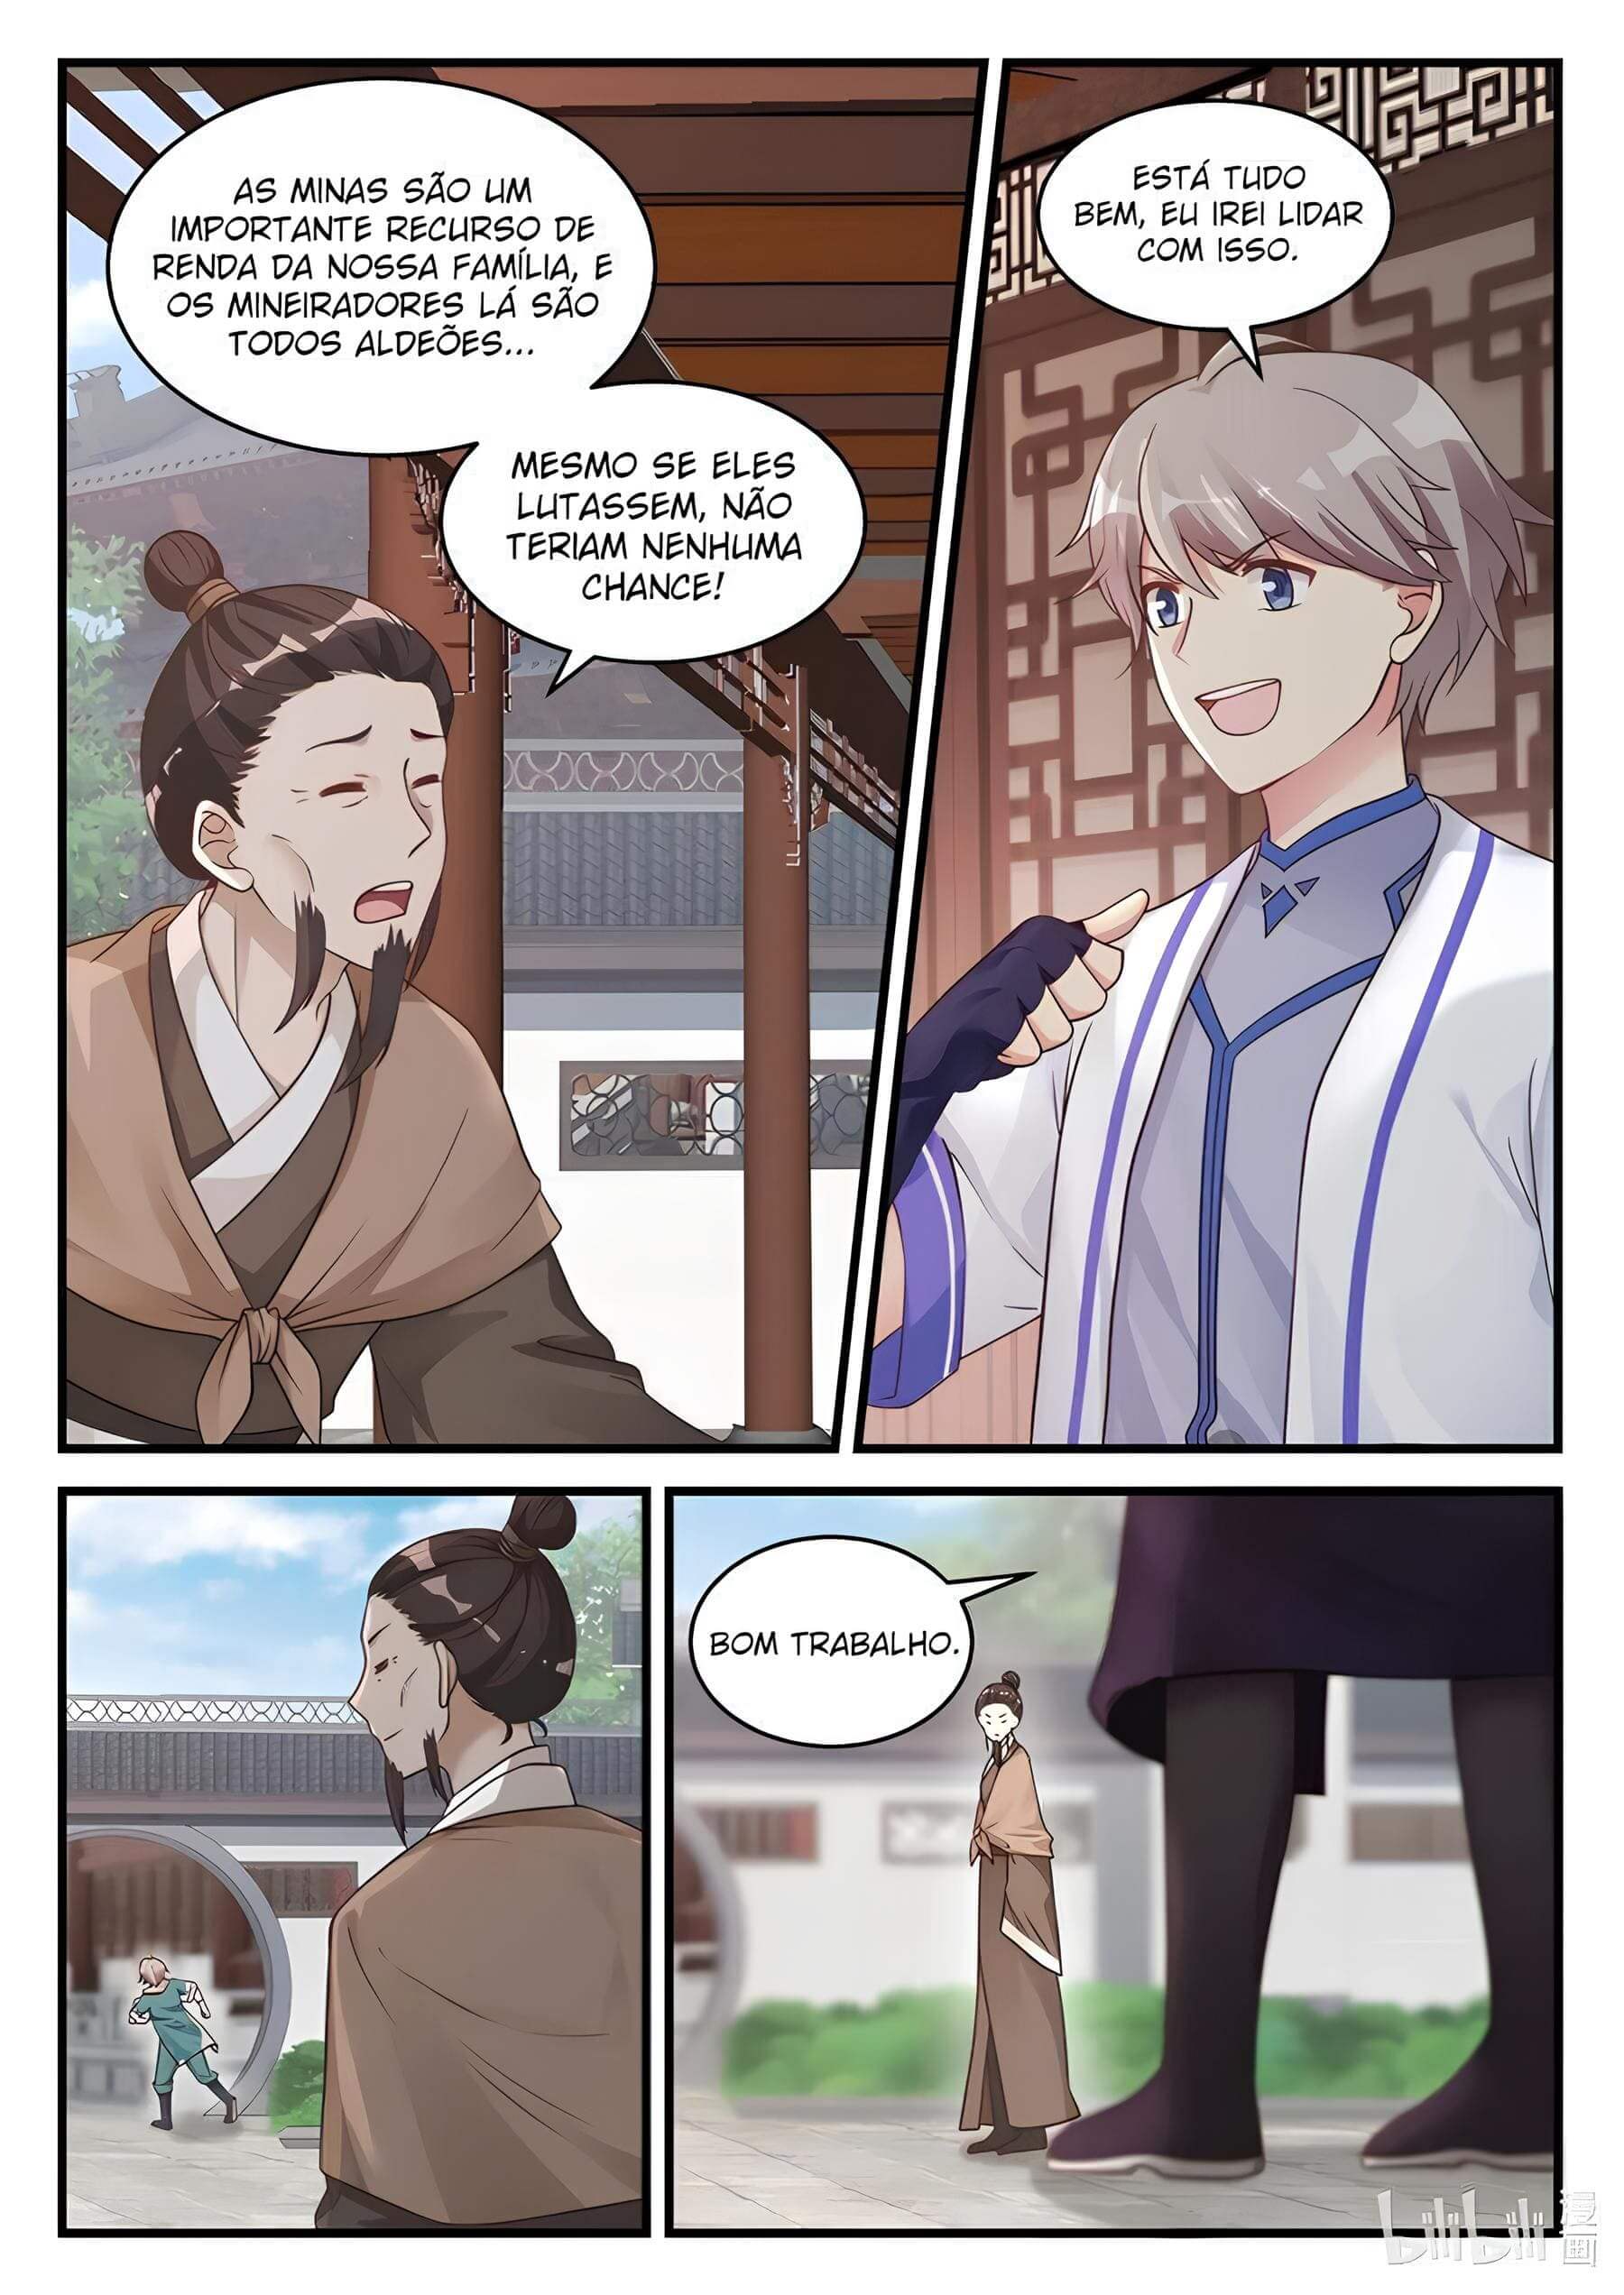 AS MINAS SÃO UM
IMPORTANTE RECURSO DE
RENDA DA NOSSA FAMÍLIA, E
OS MINEIRADORES LÁ SÃO
TODOS ALDEÕES...
MESMO SE ELES
LUTASSEM, NÃO
TERIAM NENHUMA
CHANCE!
ESTÁ TUDO
BEM, EU IREI LIDAR
COM ISSO.
BOM TRABALHO.
bilibili 漫画